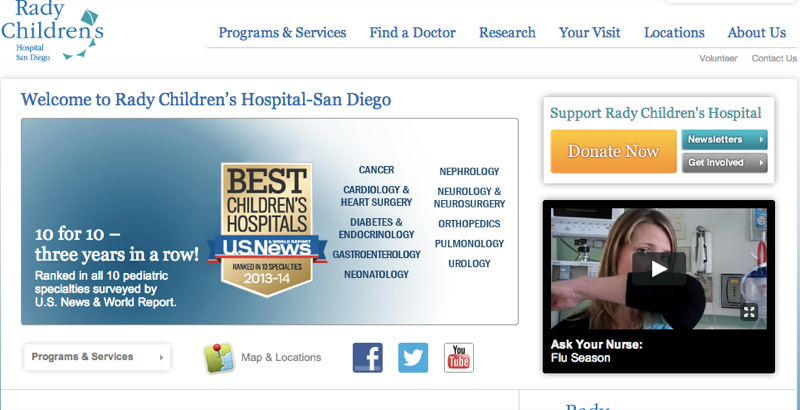 Rady
Children's
Hospital
San Diego
Programs & Services
Find a Doctor
Research
Your Visit
Locations
About Us
Volunteer
Contact Us
Welcome to Rady Children's Hospital-San Diego
10 for 10 –
three years in a row!
Ranked in all 10 pediatric
specialties surveyed by
U.S. News & World Report.
BEST
CHILDREN'S
HOSPITALS
U.S.News
& WORLD REPORT
RANKED IN 10 SPECIALTIES
2013-14
CANCER
CARDIOLOGY &
HEART SURGERY
DIABETES &
ENDOCRINOLOGY
GASTROENTEROLOGY
NEONATOLOGY
NEPHROLOGY
NEUROLOGY &
NEUROSURGERY
ORTHOPEDICS
PULMONOLOGY
UROLOGY
Support Rady Children's Hospital
Donate Now
Newsletters
Get Involved
Ask Your Nurse:
Flu Season
Programs & Services
Map & Locations
f
You
Tube
Rady